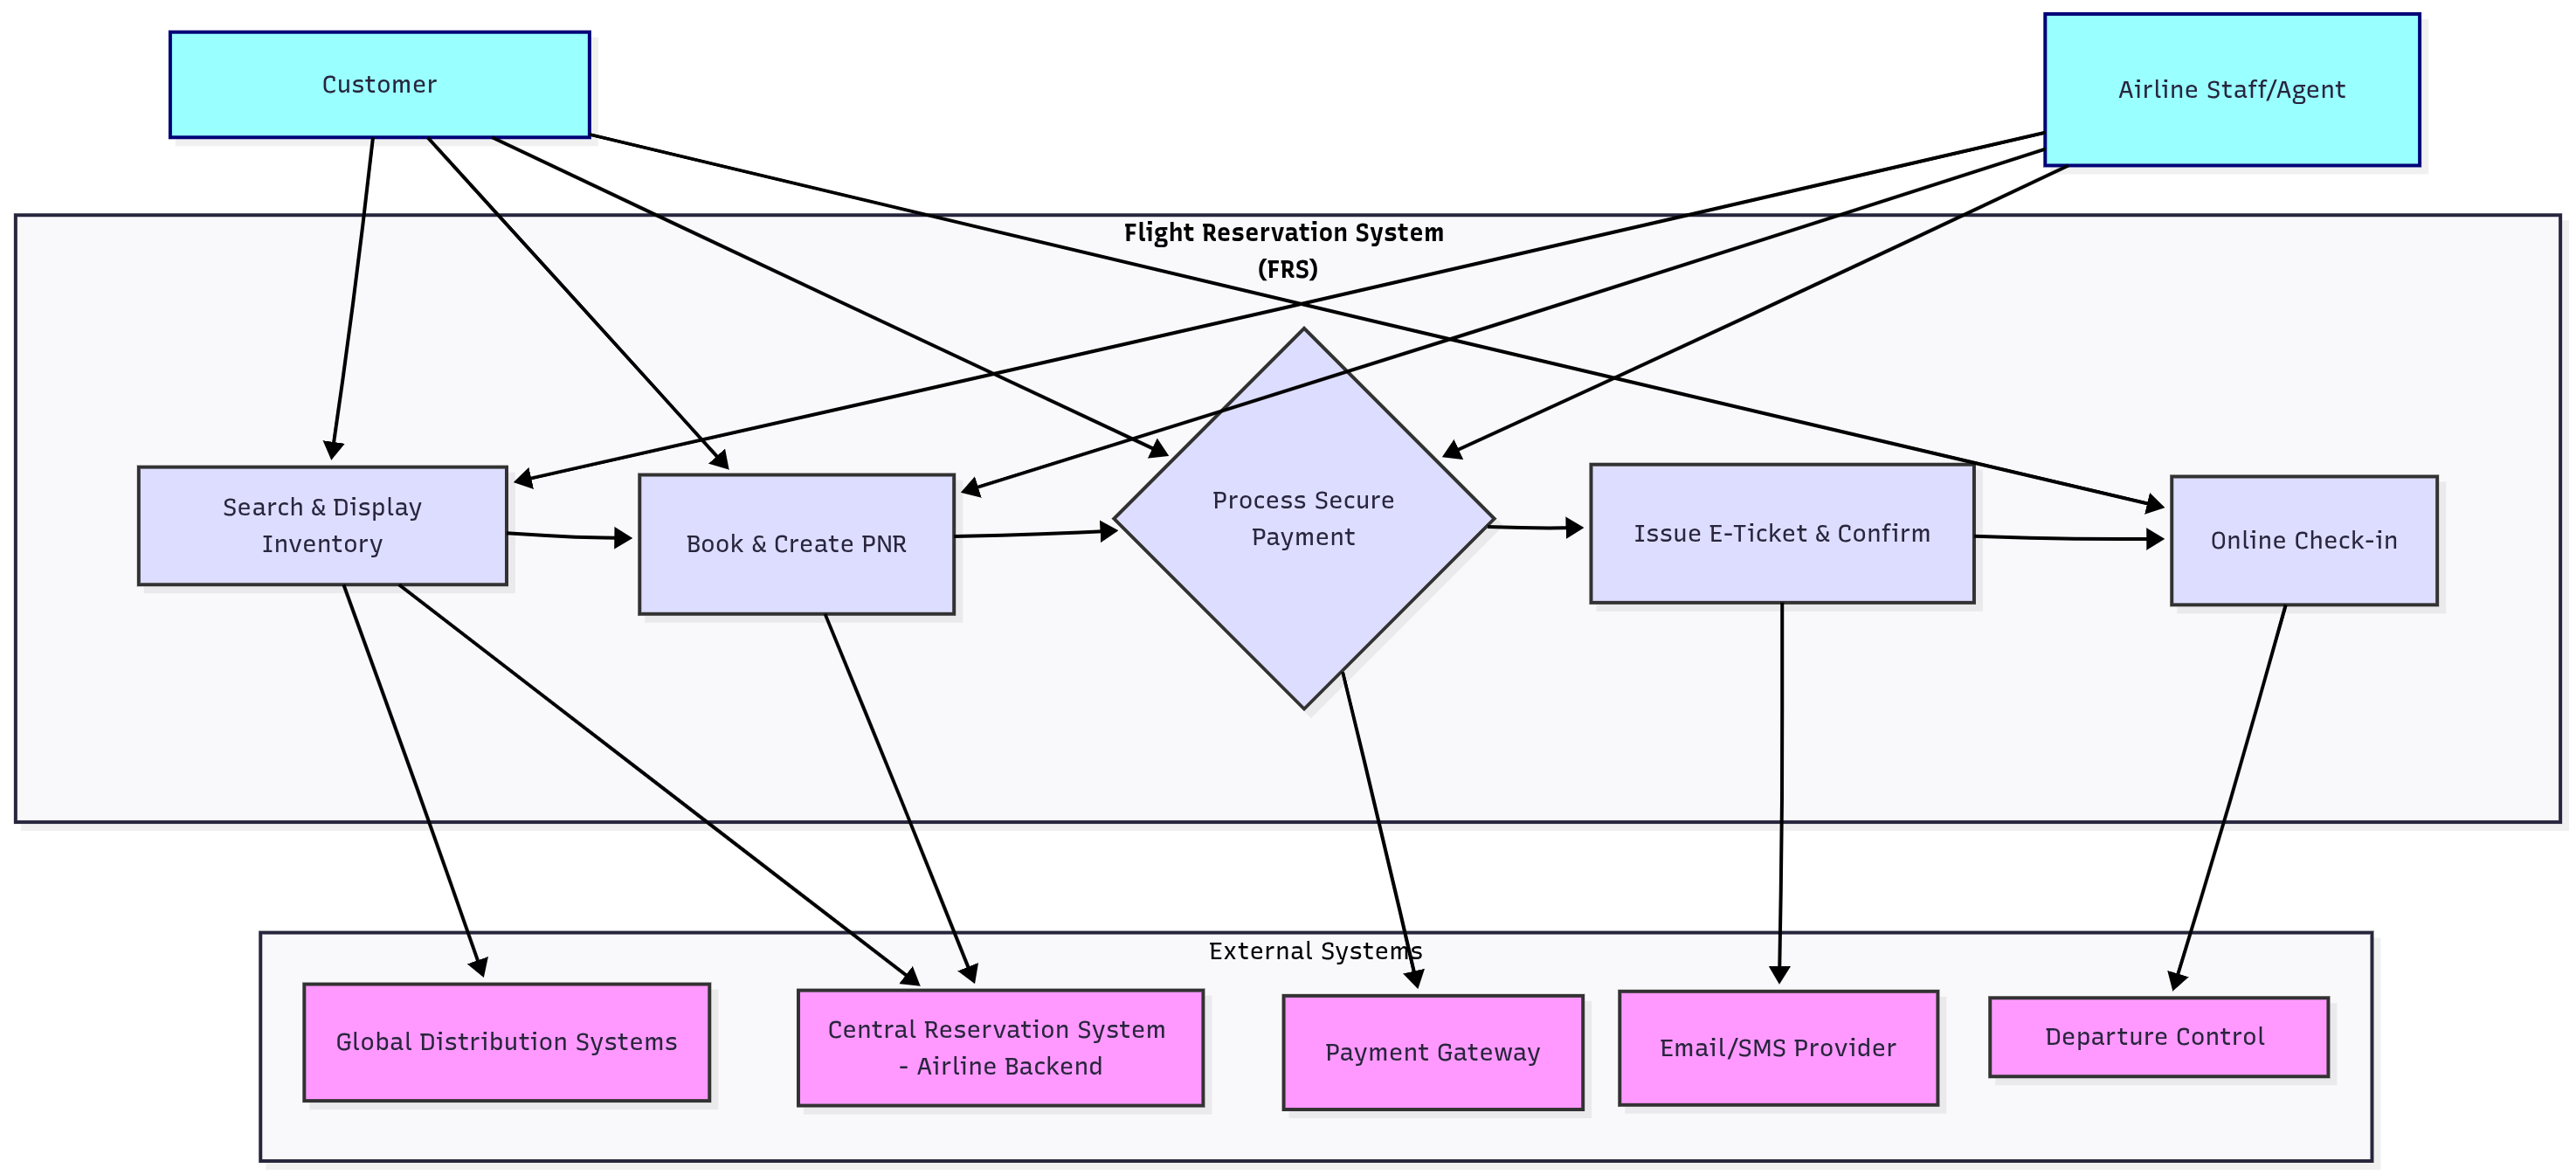 Customer
Airline Staff/Agent
Flight Reservation System
(FRS)
Search & Display
Inventory
Book & Create PNR
Process Secure
Payment
Issue E-Ticket & Confirm
Online Check-in
External Systems
Global Distribution Systems
Central Reservation System
- Airline Backend
Payment Gateway
Email/SMS Provider
Departure Control